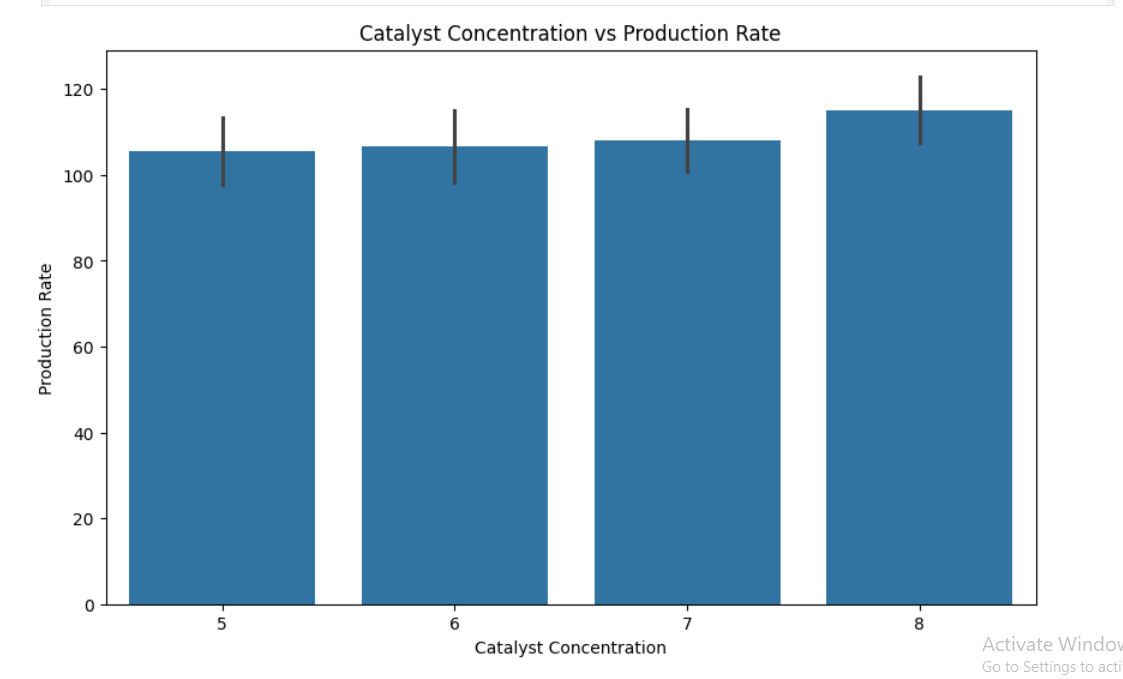 Catalyst Concentration vs Production Rate
120
100
80
60
40
20
0
Production Rate
5 6 7 8
Catalyst Concentration
Activate Window
Go to Settings to acti